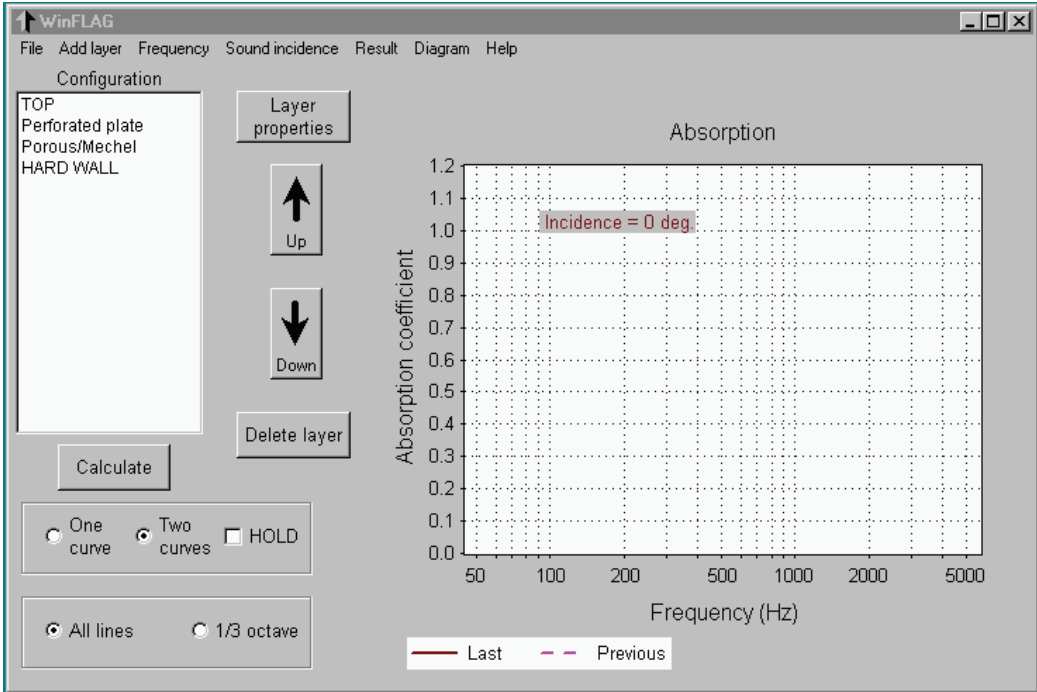 WinFLAG
File Add layer Frequency Sound incidence Result Diagram Help
Configuration
TOP
Perforated plate
Porous/Mechel
HARD WALL
Layer
properties
Up
Down
Delete layer
Calculate
One
curve
Two
curves
HOLD
All lines
1/3 octave
Absorption
Incidence = 0 deg.
Absorption coefficient
1.2
1.1
1.0
0.9
0.8
0.7
0.6
0.5
0.4
0.3
0.2
0.1
0.0
50 100 200 500 1000 2000 5000
Frequency (Hz)
Last Previous